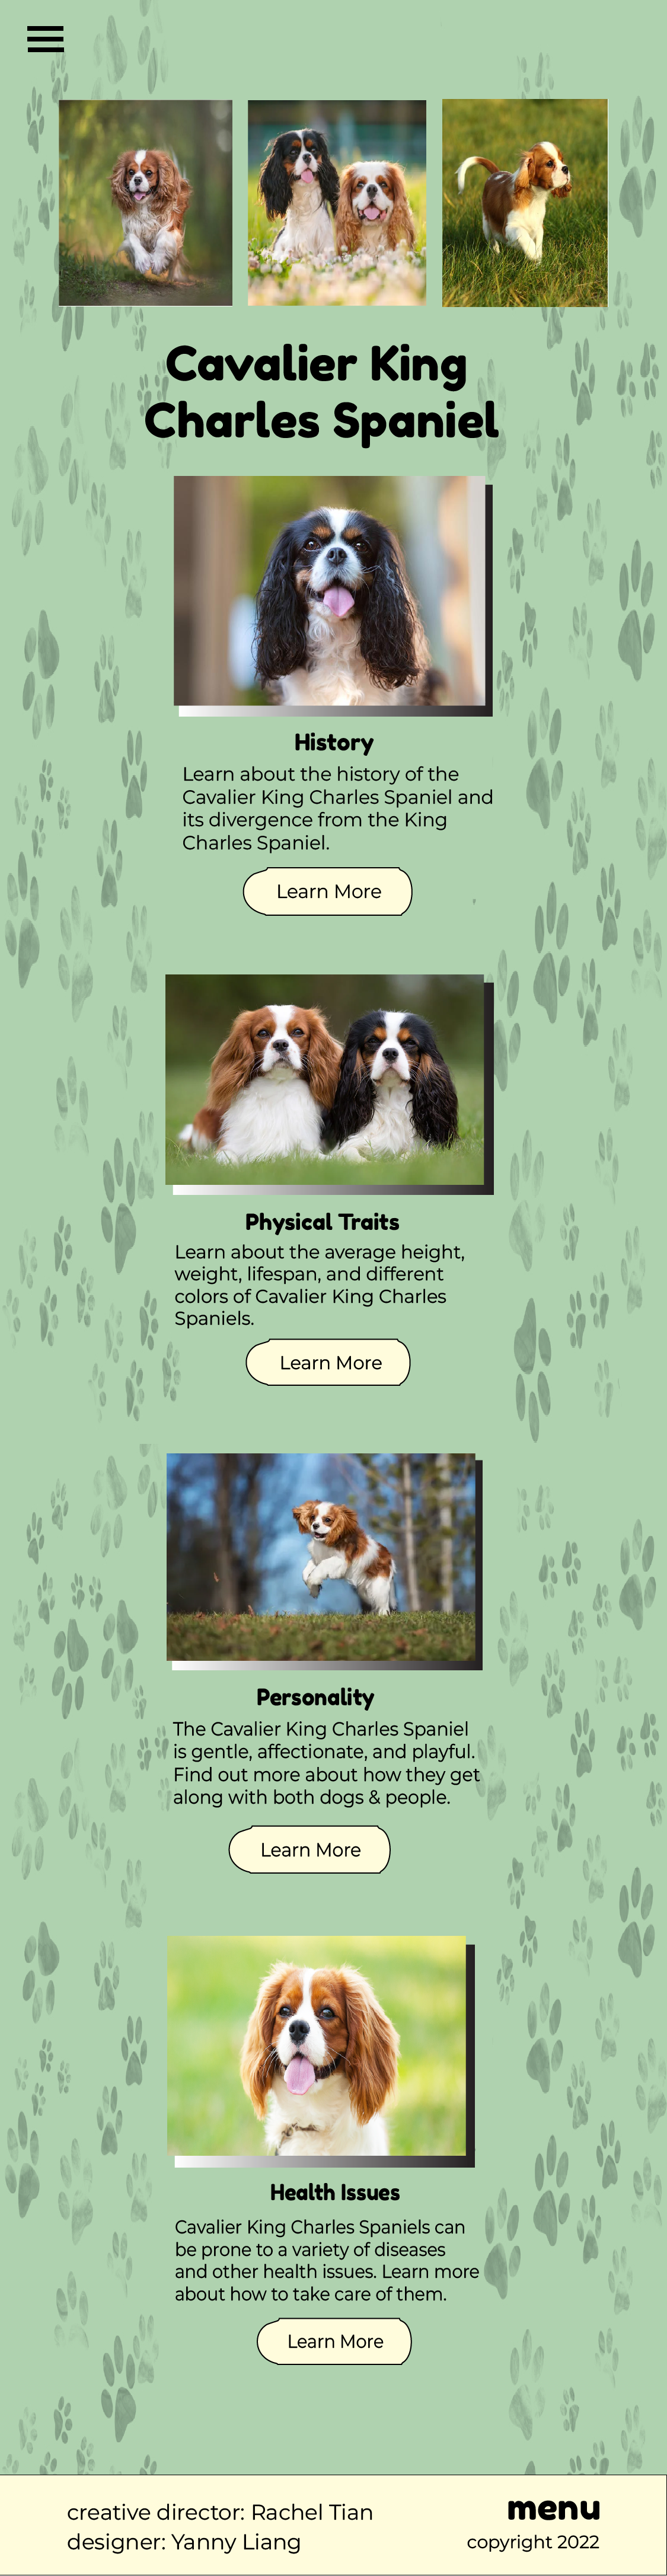 Cavalier King
Charles Spaniel
History
Learn about the history of the
Cavalier King Charles Spaniel and
its divergence from the King
Charles Spaniel.
Learn More
Physical Traits
Learn about the average height,
weight, lifespan, and different
colors of Cavalier King Charles
Spaniels.
Learn More
Personality
The Cavalier King Charles Spaniel
is gentle, affectionate, and playful.
Find out more about how they get
along with both dogs & people.
Learn More
Health Issues
Cavalier King Charles Spaniels can
be prone to a variety of diseases
and other health issues. Learn more
about how to take care of them.
Learn More
creative director: Rachel Tian
designer: Yanny Liang
menu
copyright 2022